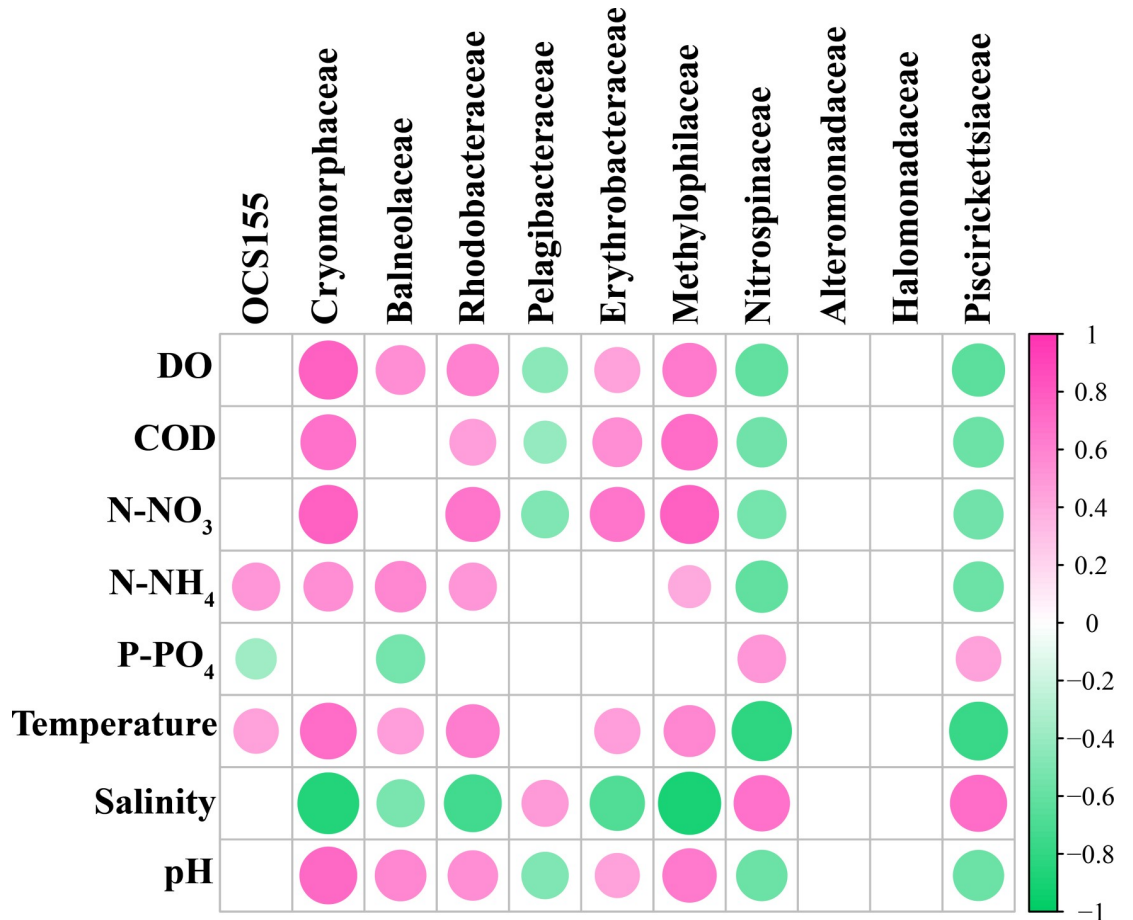 OCS155
Cryomorphaceae
Balneolaceae
Rhodobacteraceae
Pelagibacteraceae
Erythrobacteraceae
Methylophilaceae
Nitrospinaceae
Alteromonadaceae
Halomonadaceae
Piscirickettsiaceae
DO
COD
N-NO₃
N-NH₄
P-PO₄
Temperature
Salinity
pH
1
0.8
0.6
0.4
0.2
0
−0.2
−0.4
−0.6
−0.8
−1